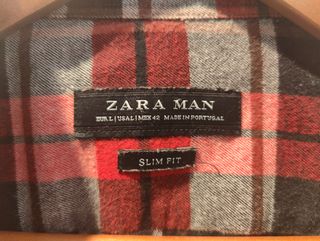 ZARA MAN
EUR L | USA L | MEX 42 MADE IN PORTUGAL
SLIM FIT